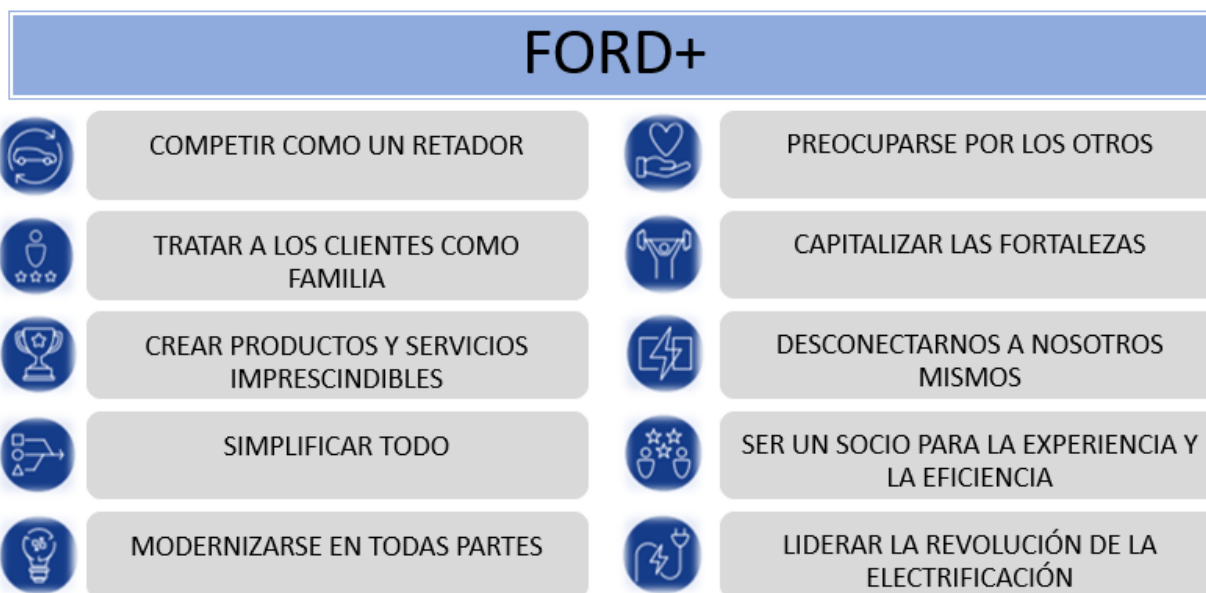 FORD+
COMPETIR COMO UN RETADOR
TRATAR A LOS CLIENTES COMO
FAMILIA
CREAR PRODUCTOS Y SERVICIOS
IMPRESCINDIBLES
SIMPLIFICAR TODO
MODERNIZARSE EN TODAS PARTES
PREOCUPARSE POR LOS OTROS
CAPITALIZAR LAS FORTALEZAS
DESCONECTARNOS A NOSOTROS
MISMOS
SER UN SOCIO PARA LA EXPERIENCIA Y
LA EFICIENCIA
LIDERAR LA REVOLUCIÓN DE LA
ELECTRIFICACIÓN